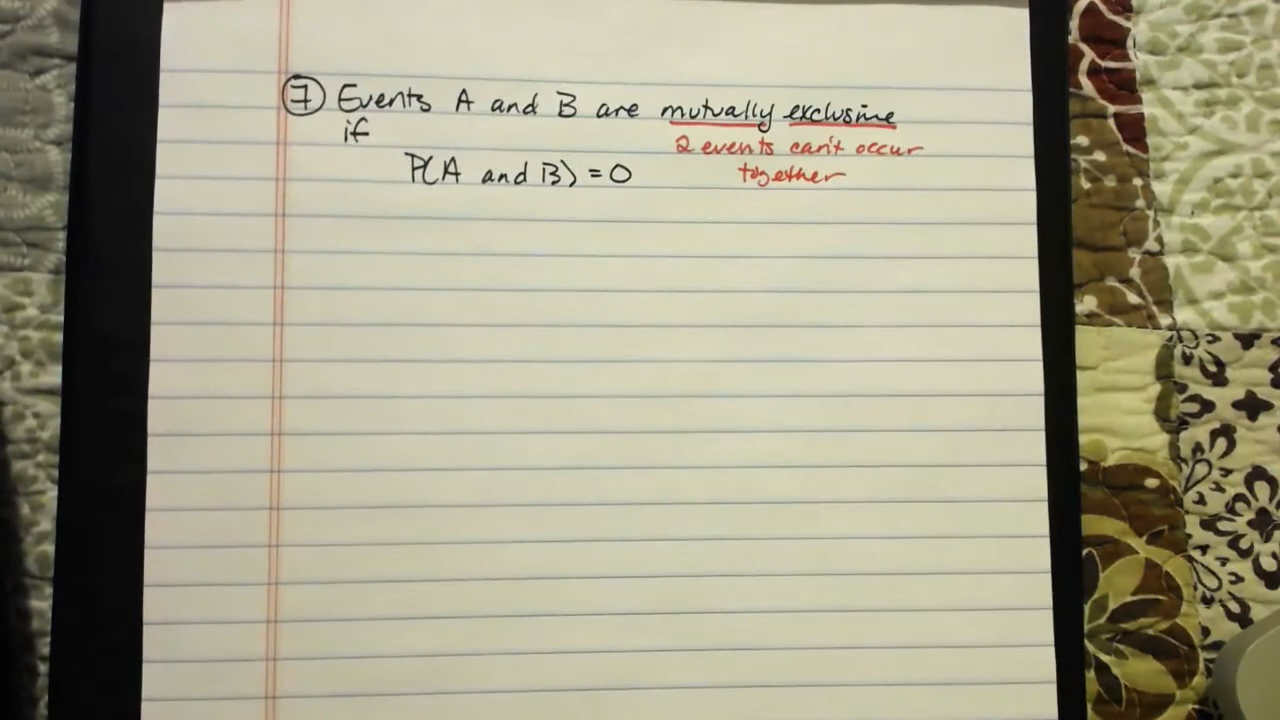 ⑦ Events A and B are mutually exclusive
if
2 events can't occur
P(A and B) = 0
together